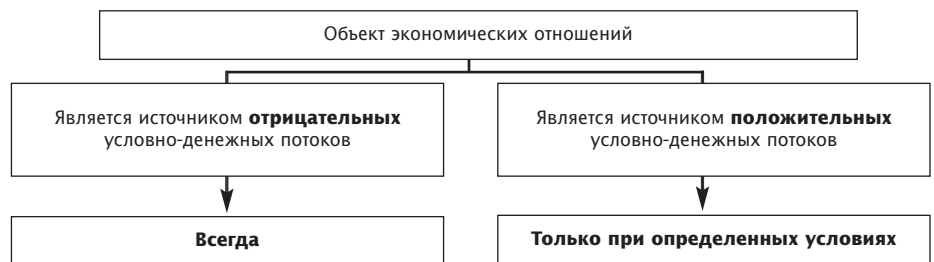 Объект экономических отношений
Является источником отрицательных
условно-денежных потоков
Является источником положительных
условно-денежных потоков
Всегда
Только при определенных условиях